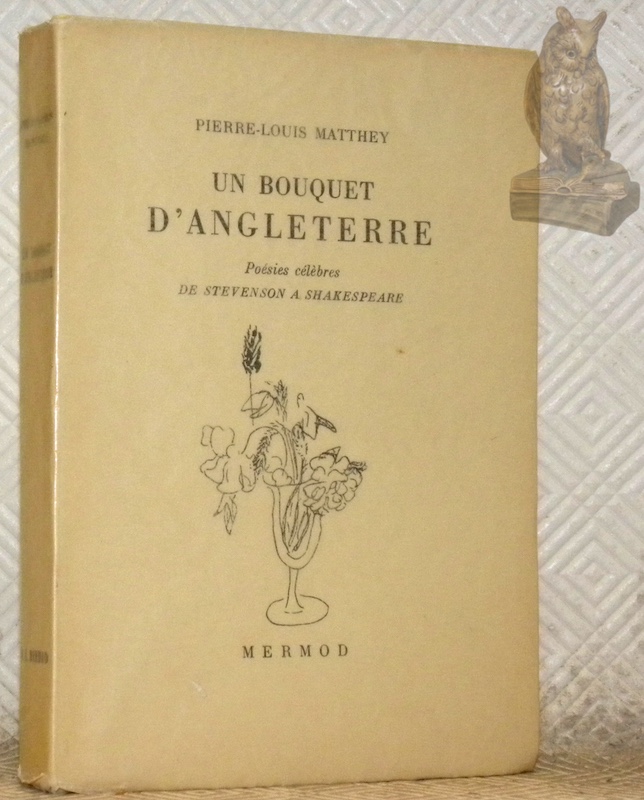 PIERRE-LOUIS MATTHEY
UN BOUQUET
D'ANGLETERRE
Poésies célèbres
DE STEVENSON A SHAKESPEARE
MERMOD